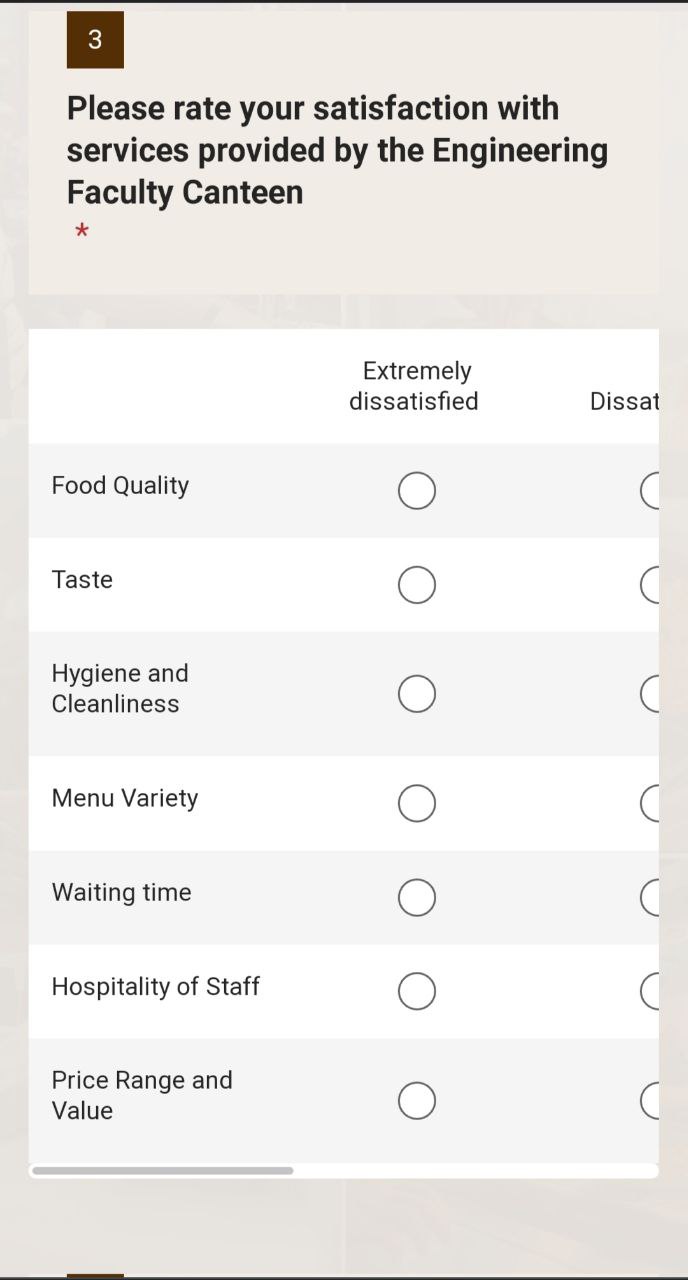 3
Please rate your satisfaction with
services provided by the Engineering
Faculty Canteen
*
Extremely
dissatisfied
Dissat
Food Quality
Taste
Hygiene and
Cleanliness
Menu Variety
Waiting time
Hospitality of Staff
Price Range and
Value